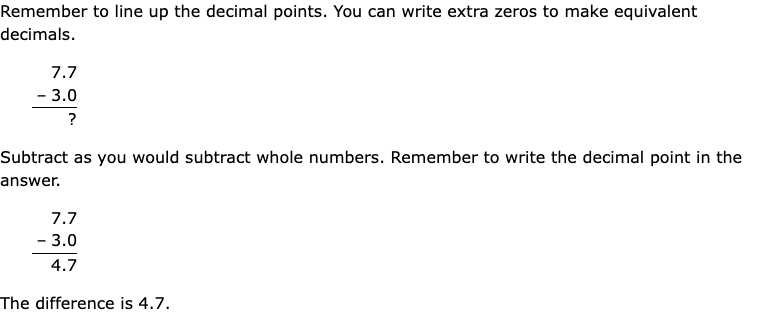 Remember to line up the decimal points. You can write extra zeros to make equivalent
decimals.
7.7
– 3.0
?
Subtract as you would subtract whole numbers. Remember to write the decimal point in the
answer.
7.7
– 3.0
4.7
The difference is 4.7.